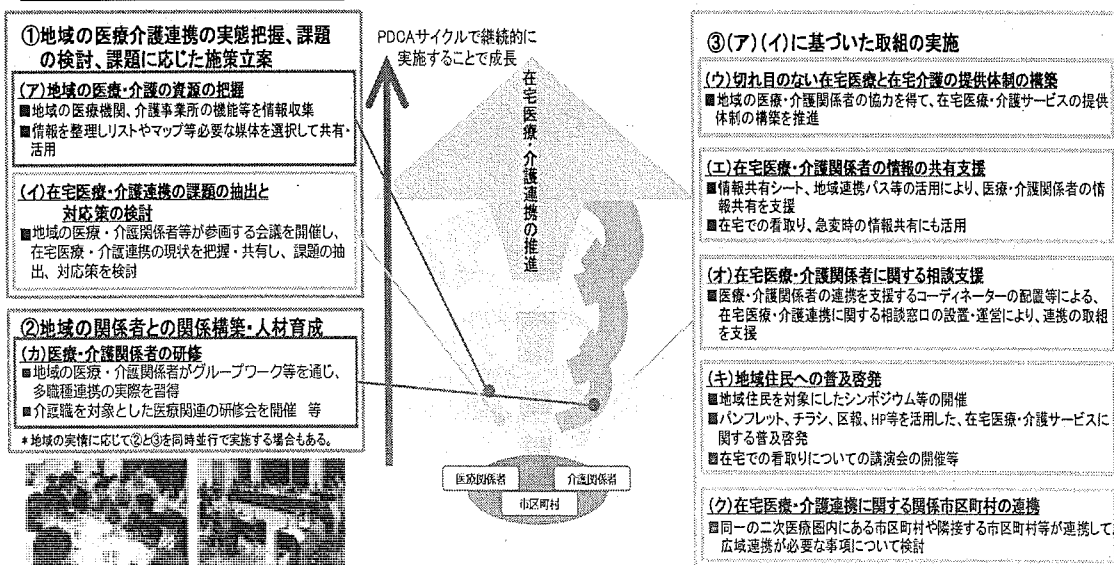 ①地域の医療介護連携の実態把握、課題
の検討、課題に応じた施策立案
(ア)地域の医療・介護の資源の把握
■地域の医療機関、介護事業所の機能等を情報収集
■情報を整理しリストやマップ等必要な媒体を選択して共有・
活用
(イ)在宅医療・介護連携の課題の抽出と
対応策の検討
■地域の医療・介護関係者等が参画する会議を開催し、
在宅医療・介護連携の現状を把握・共有し、課題の抽
出、対応策を検討
②地域の関係者との関係構築・人材育成
(カ)医療・介護関係者の研修
■地域の医療・介護関係者がグループワーク等を通じ、
多職種連携の実際を習得
■介護職を対象とした医療関連の研修会を開催 等
*地域の実情に応じて②と③を同時並行で実施する場合もある。
PDCAサイクルで継続的に
実施することで成長
在宅医療・介護連携の推進
医療関係者
介護関係者
市区町村
③(ア)(イ)に基づいた取組の実施
(ウ)切れ目のない在宅医療と在宅介護の提供体制の構築
■地域の医療・介護関係者の協力を得て、在宅医療・介護サービスの提供
体制の構築を推進
(エ)在宅医療・介護関係者の情報の共有支援
■情報共有シート、地域連携パス等の活用により、医療・介護関係者の情
報共有を支援
■在宅での看取り、急変時の情報共有にも活用
(オ)在宅医療・介護関係者に関する相談支援
■医療・介護関係者の連携を支援するコーディネーターの配置等による、
在宅医療・介護連携に関する相談窓口の設置・運営により、連携の取組
を支援
(キ)地域住民への普及啓発
■地域住民を対象にしたシンポジウム等の開催
■パンフレット、チラシ、区報、HP等を活用した、在宅医療・介護サービスに
関する普及啓発
■在宅での看取りについての講演会の開催等
(ク)在宅医療・介護連携に関する関係市区町村の連携
■同一の二次医療圏内にある市区町村や隣接する市区町村等が連携して、
広域連携が必要な事項について検討